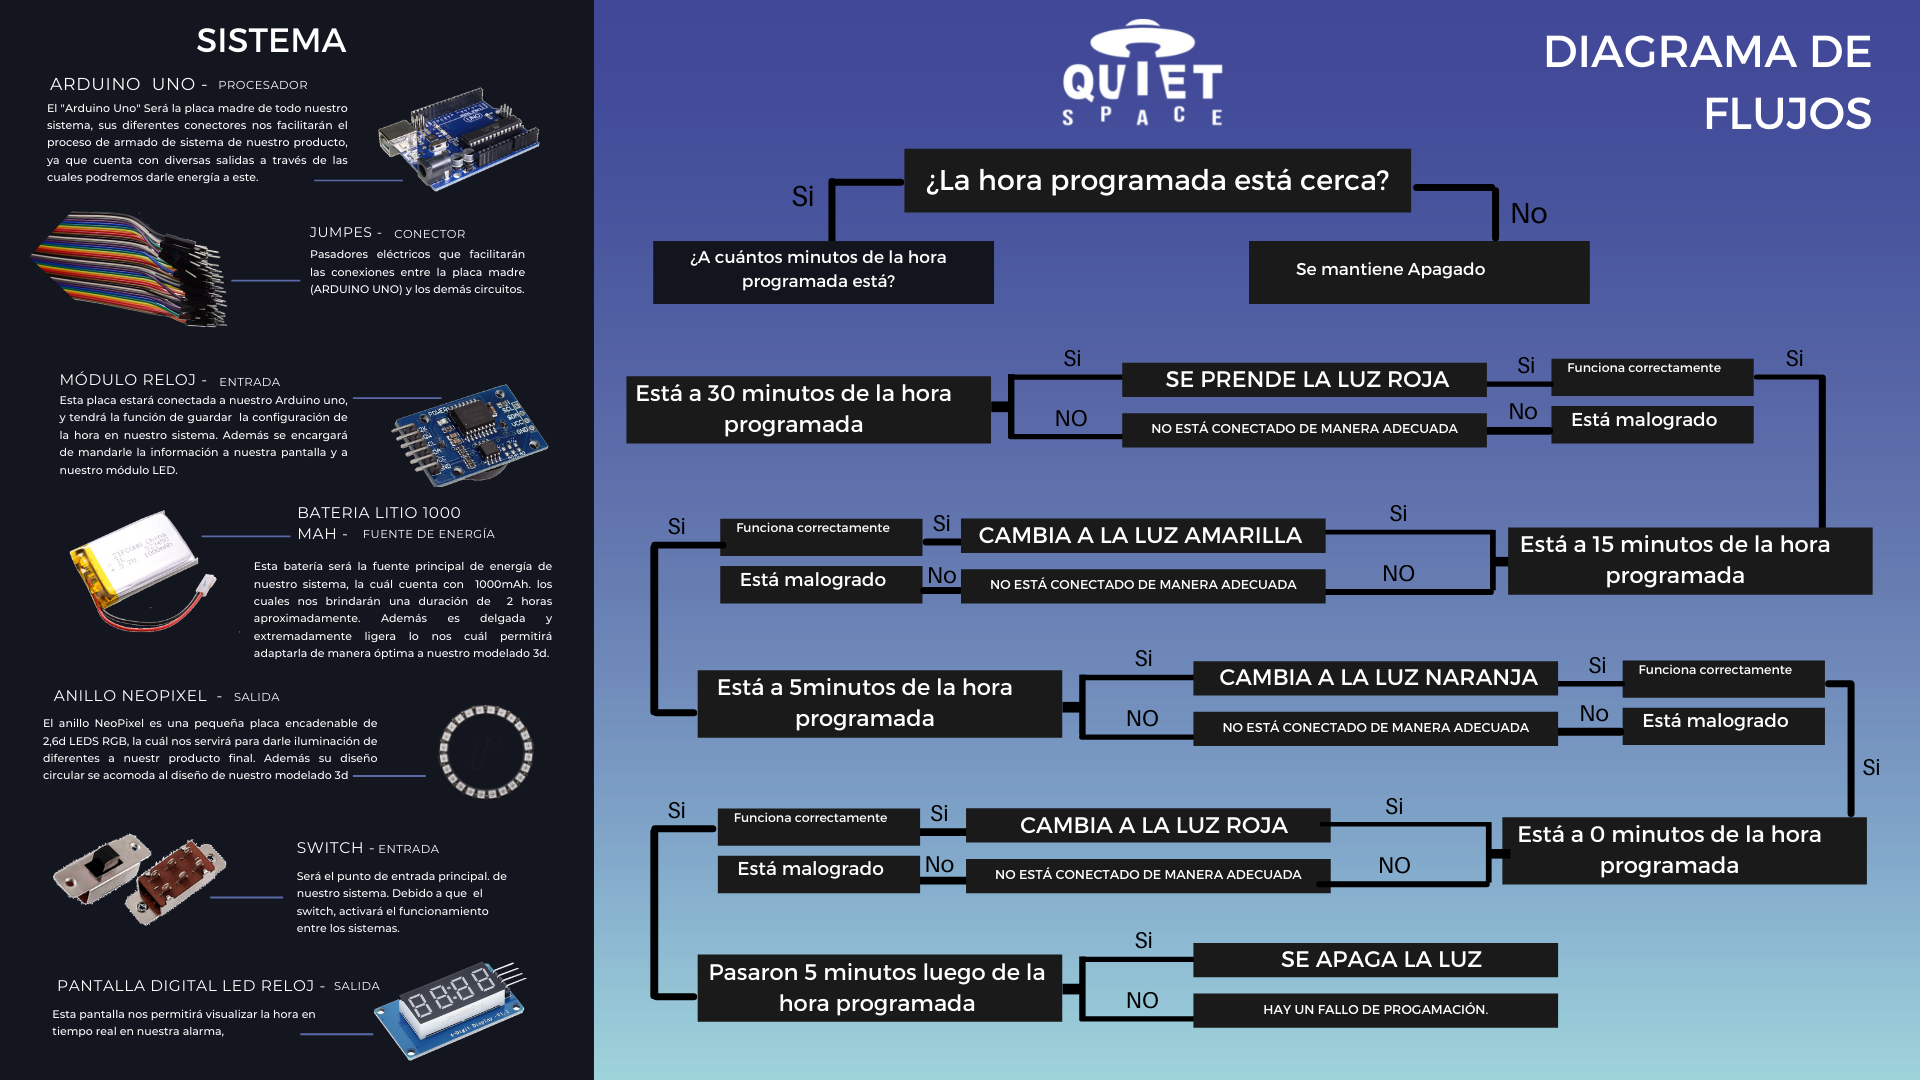 SISTEMA
ARDUINO UNO - PROCESADOR
El "Arduino Uno" Será la placa madre de todo nuestro
sistema, sus diferentes conectores nos facilitarán el
proceso de armado de sistema de nuestro producto,
ya que cuenta con diversas salidas a través de las
cuales podremos darle energía a este.
JUMPES - CONECTOR
Pasadores eléctricos que facilitarán
las conexiones entre la placa madre
(ARDUINO UNO) y los demás circuitos.
MÓDULO RELOJ - ENTRADA
Esta placa estará conectada a nuestro Arduino uno,
y tendrá la función de guardar la configuración de
la hora en nuestro sistema. Además se encargará
de mandarle la información a nuestra pantalla y a
nuestro módulo LED.
BATERIA LITIO 1000
MAH - FUENTE DE ENERGÍA
Esta batería será la fuente principal de energía de
nuestro sistema, la cuál cuenta con 1000mAh. los
cuales nos brindarán una duración de 2 horas
aproximadamente. Además es delgada y
extremadamente ligera lo nos cuál permitirá
adaptarla de manera óptima a nuestro modelado 3d.
ANILLO NEOPIXEL - SALIDA
El anillo NeoPixel es una pequeña placa encadenable de
2,6d LEDS RGB, la cuál nos servirá para darle iluminación de
diferentes a nuestr producto final. Además su diseño
circular se acomoda al diseño de nuestro modelado 3d
SWITCH - ENTRADA
Será el punto de entrada principal. de
nuestro sistema. Debido a que el
switch, activará el funcionamiento
entre los sistemas.
PANTALLA DIGITAL LED RELOJ - SALIDA
Esta pantalla nos permitirá visualizar la hora en
tiempo real en nuestra alarma,
QUIET
SPACE
DIAGRAMA DE
FLUJOS
¿La hora programada está cerca?
Si
No
¿A cuántos minutos de la hora
programada está?
Se mantiene Apagado
Está a 30 minutos de la hora
programada
Si
SE PRENDE LA LUZ ROJA
Si
Funciona correctamente
Si
NO
NO ESTÁ CONECTADO DE MANERA ADECUADA
No
Está malogrado
Si
Funciona correctamente
Si
CAMBIA A LA LUZ AMARILLA
Si
Está a 15 minutos de la hora
programada
Está malogrado
No
NO ESTÁ CONECTADO DE MANERA ADECUADA
NO
Está a 5minutos de la hora
programada
Si
CAMBIA A LA LUZ NARANJA
Si
Funciona correctamente
NO
NO ESTÁ CONECTADO DE MANERA ADECUADA
No
Está malogrado
Si
Si
Funciona correctamente
Si
CAMBIA A LA LUZ ROJA
Si
Está a 0 minutos de la hora
programada
Está malogrado
No
NO ESTÁ CONECTADO DE MANERA ADECUADA
NO
Pasaron 5 minutos luego de la
hora programada
Si
SE APAGA LA LUZ
NO
HAY UN FALLO DE PROGAMACIÓN.